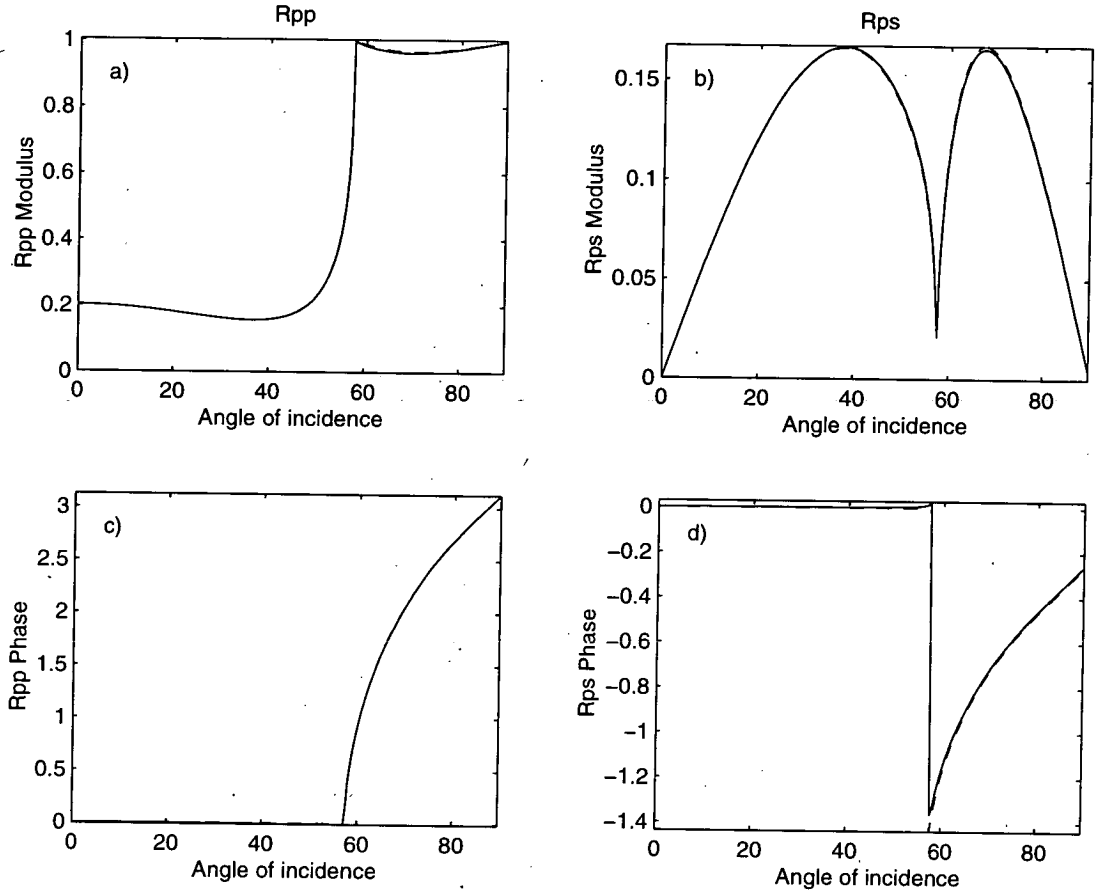 Rpp
Rps
a)
1
0.8
0.6
0.4
0.2
0
Rpp Modulus
0 20 40 60 80
Angle of incidence
b)
0.15
0.1
0.05
0
Rps Modulus
0 20 40 60 80
Angle of incidence
c)
3
2.5
2
1.5
1
0.5
0
Rpp Phase
0 20 40 60 80
Angle of incidence
d)
0
−0.2
−0.4
−0.6
−0.8
−1
−1.2
−1.4
Rps Phase
0 20 40 60 80
Angle of incidence